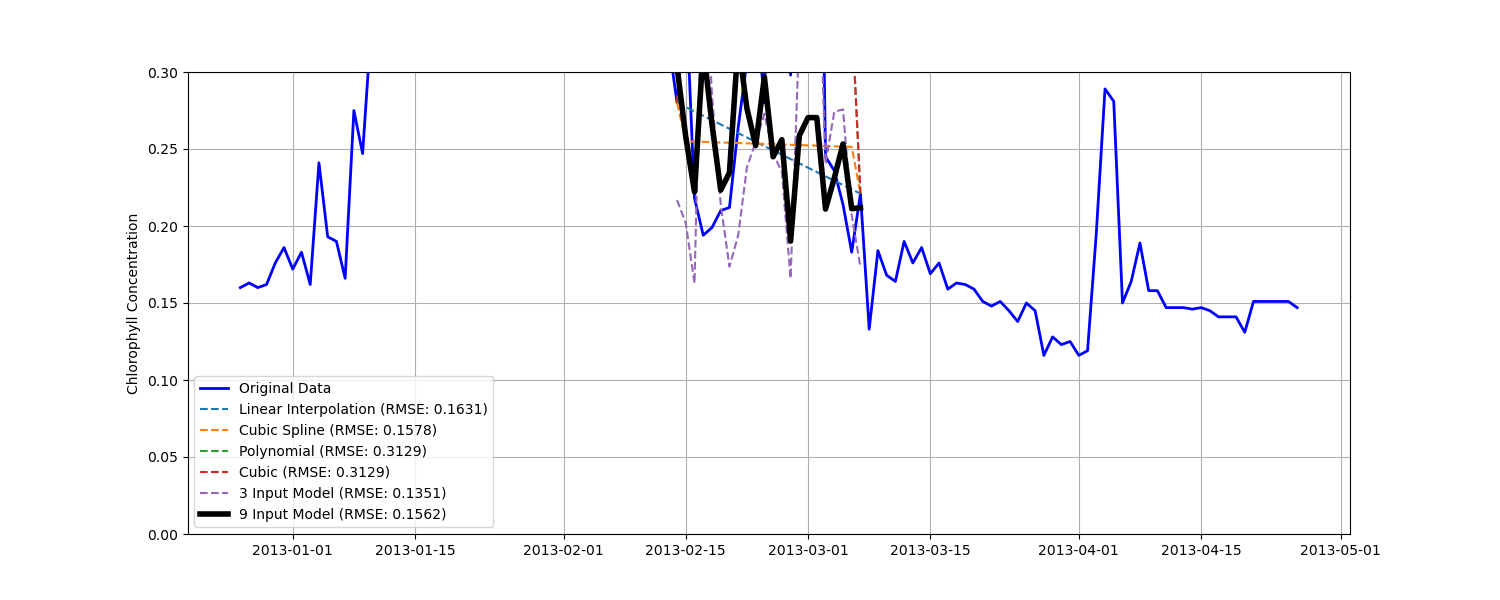 0.30
0.25
0.20
0.15
0.10
0.05
0.00
Chlorophyll Concentration
Original Data
Linear Interpolation (RMSE: 0.1631)
Cubic Spline (RMSE: 0.1578)
Polynomial (RMSE: 0.3129)
Cubic (RMSE: 0.3129)
3 Input Model (RMSE: 0.1351)
9 Input Model (RMSE: 0.1562)
2013-01-01 2013-01-15 2013-02-01 2013-02-15 2013-03-01 2013-03-15 2013-04-01 2013-04-15 2013-05-01